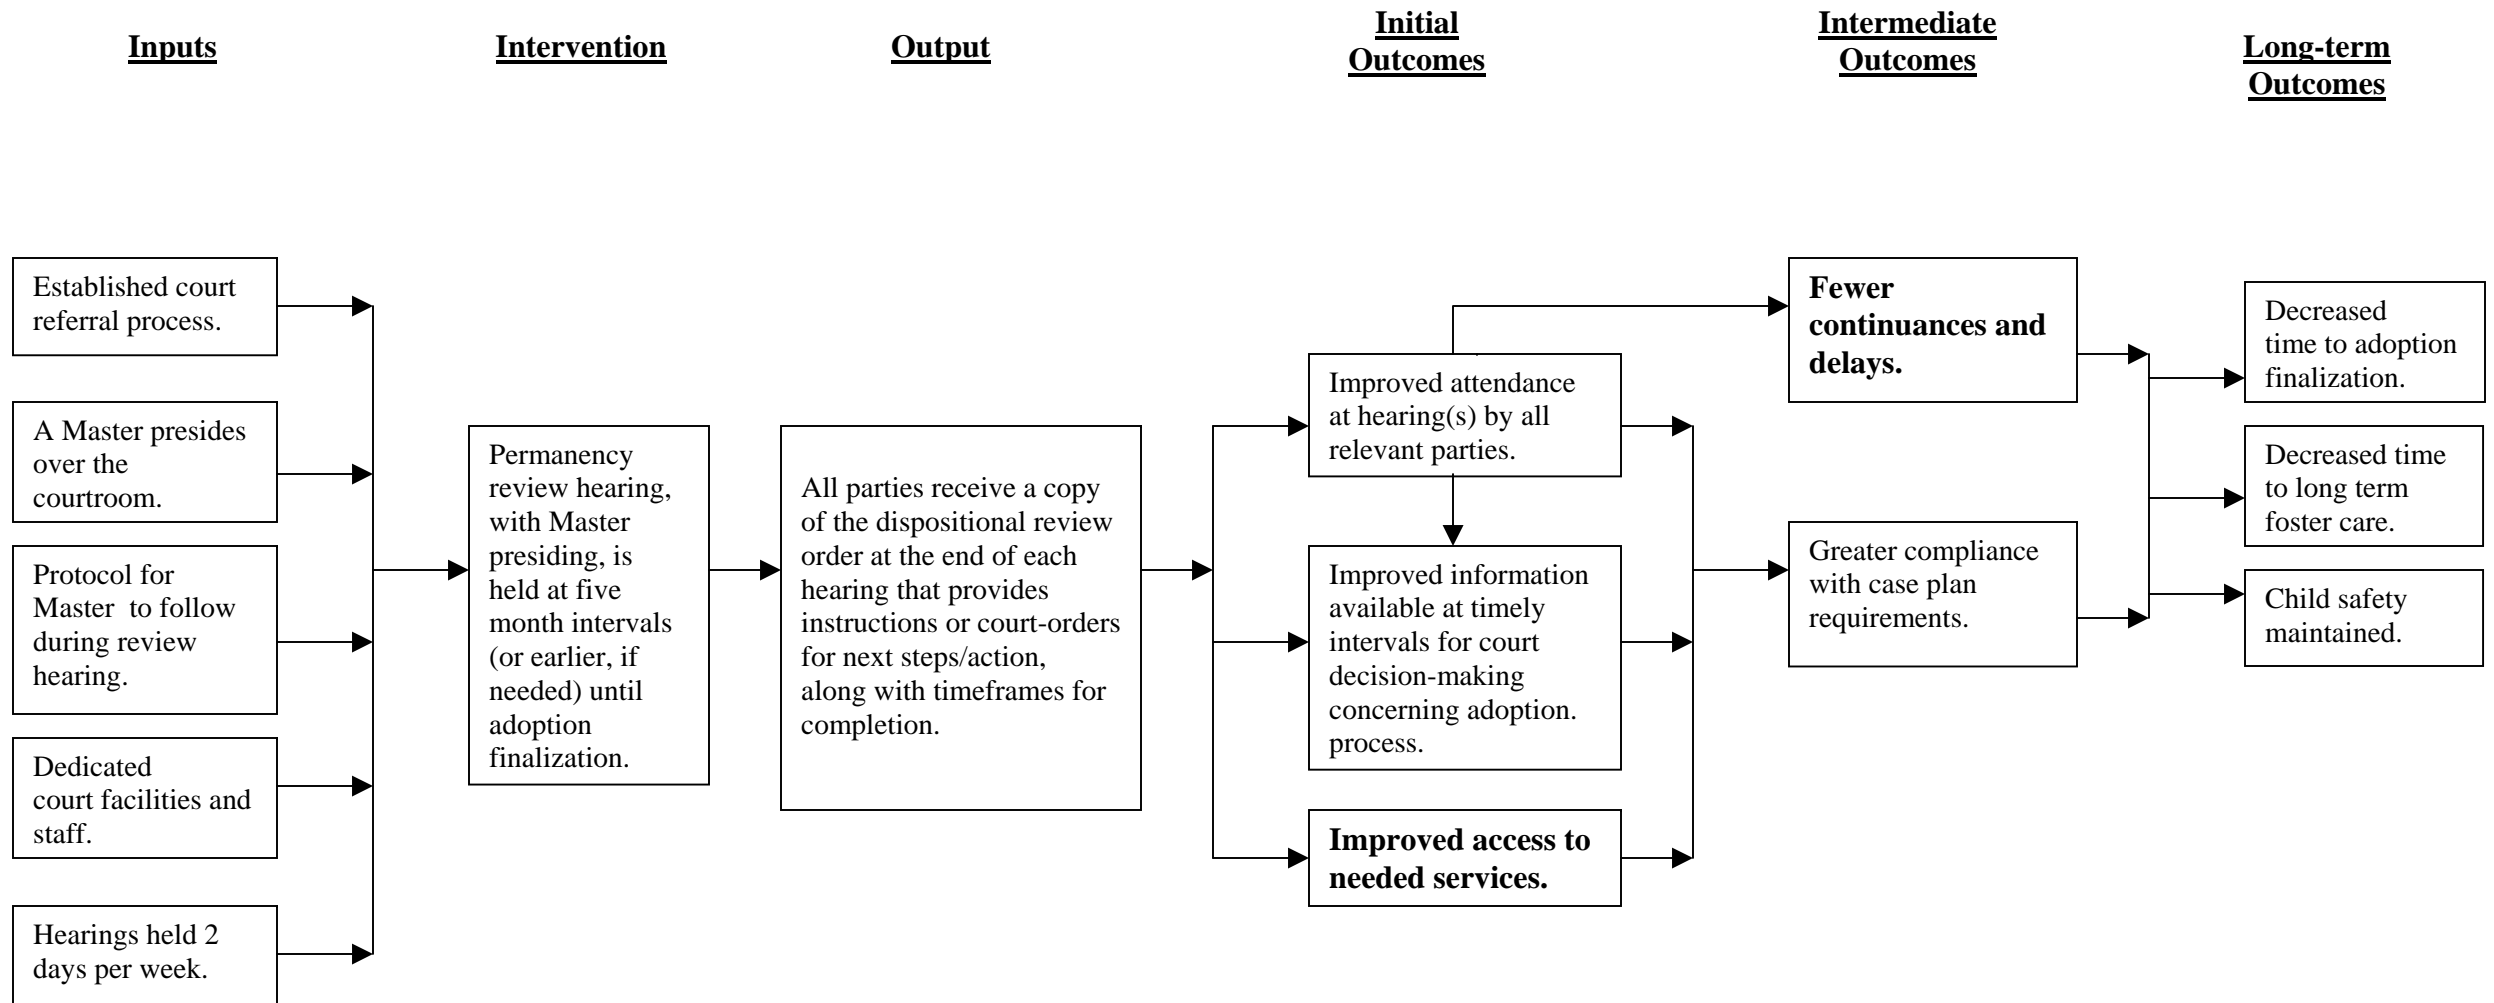 Inputs
Intervention
Output
Initial
Outcomes
Intermediate
Outcomes
Long-term
Outcomes
Established court
referral process.
A Master presides
over the
courtroom.
Protocol for
Master  to follow
during review
hearing.
Dedicated
court facilities and
staff.
Hearings held 2
days per week.
Permanency
review hearing,
with Master
presiding, is
held at five
month intervals
(or earlier, if
needed) until
adoption
finalization.
All parties receive a copy
of the dispositional review
order at the end of each
hearing that provides
instructions or court-orders
for next steps/action,
along with timeframes for
completion.
Improved attendance
at hearing(s) by all
relevant parties.
Improved information
available at timely
intervals for court
decision-making
concerning adoption.
process.
Improved access to
needed services.
Fewer
continuances and
delays.
Greater compliance
with case plan
requirements.
Decreased
time to adoption
finalization.
Decreased time
to long term
foster care.
Child safety
maintained.